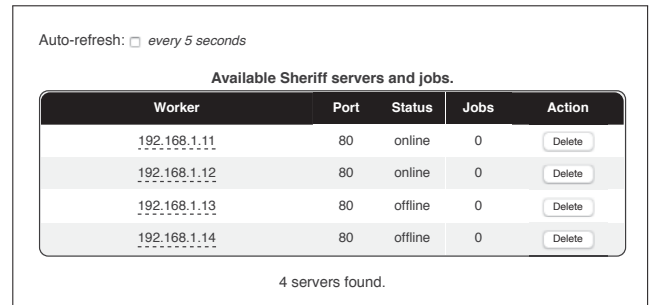 Auto-refresh: every 5 seconds
Available Sheriff servers and jobs.
Worker Port Status Jobs Action
192.168.1.11 80 online 0 Delete
192.168.1.12 80 online 0 Delete
192.168.1.13 80 offline 0 Delete
192.168.1.14 80 offline 0 Delete
4 servers found.